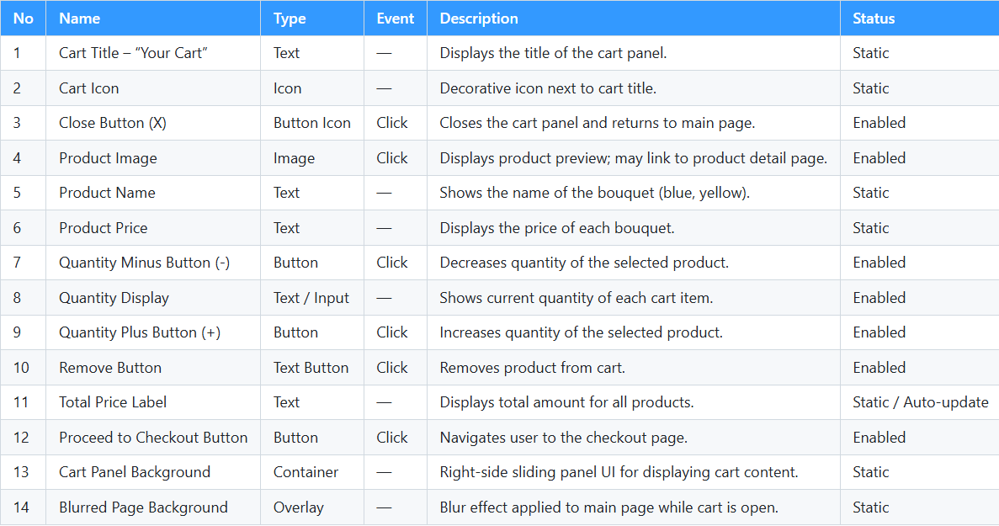 No Name Type Event Description Status
1 Cart Title – “Your Cart” Text — Displays the title of the cart panel. Static
2 Cart Icon Icon — Decorative icon next to cart title. Static
3 Close Button (X) Button Icon Click Closes the cart panel and returns to main page. Enabled
4 Product Image Image Click Displays product preview; may link to product detail page. Enabled
5 Product Name Text — Shows the name of the bouquet (blue, yellow). Static
6 Product Price Text — Displays the price of each bouquet. Static
7 Quantity Minus Button (-) Button Click Decreases quantity of the selected product. Enabled
8 Quantity Display Text / Input — Shows current quantity of each cart item. Enabled
9 Quantity Plus Button (+) Button Click Increases quantity of the selected product. Enabled
10 Remove Button Text Button Click Removes product from cart. Enabled
11 Total Price Label Text — Displays total amount for all products. Static / Auto-update
12 Proceed to Checkout Button Button Click Navigates user to the checkout page. Enabled
13 Cart Panel Background Container — Right-side sliding panel UI for displaying cart content. Static
14 Blurred Page Background Overlay — Blur effect applied to main page while cart is open. Static